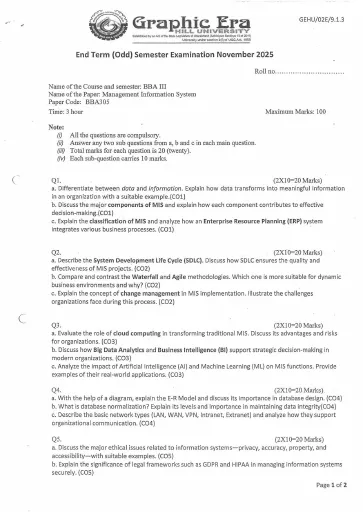 GEHU/02E/9.1.3
Graphic Era
HILL UNIVERSITY
End Term (Odd) Semester Examination November 2025
Roll no.................................
Name of the Course and semester: BBA III
Name of the Paper: Management Information System
Paper Code: BBA305
Time: 3 hour Maximum Marks: 100
Note:
(i) All the questions are compulsory.
(ii) Answer any two sub questions from a, b and c in each main question.
(iii) Total marks for each question is 20 (twenty).
(iv) Each sub-question carries 10 marks.
Q1. (2X10=20 Marks)
a. Differentiate between data and information. Explain how data transforms into meaningful information
in an organization with a suitable example.(CO1)
b. Discuss the major components of MIS and explain how each component contributes to effective
decision-making.(CO1)
c. Explain the classification of MIS and analyze how an Enterprise Resource Planning (ERP) system
integrates various business processes. (CO1)
Q2. (2X10=20 Marks)
a. Describe the System Development Life Cycle (SDLC). Discuss how SDLC ensures the quality and
effectiveness of MIS projects. (CO2)
b. Compare and contrast the Waterfall and Agile methodologies. Which one is more suitable for dynamic
business environments and why? (CO2)
c. Explain the concept of change management in MIS implementation. Illustrate the challenges
organizations face during this process. (CO2)
Q3. (2X10=20 Marks)
a. Evaluate the role of cloud computing in transforming traditional MIS. Discuss its advantages and risks
for organizations. (CO3)
b. Discuss how Big Data Analytics and Business Intelligence (BI) support strategic decision-making in
modern organizations. (CO5)
c. Analyze the impact of Artificial Intelligence (AI) and Machine Learning (ML) on MIS functions. Provide
examples of their real-world applications. (CO3)
Q4. (2X10=20 Marks)
a. With the help of a diagram, explain the E-R Model and discuss its importance in database design. (CO4)
b. What is database normalization? Explain its levels and importance in maintaining data integrity(CO4)
c. Describe the basic network types (LAN, WAN, VPN, Intranet, Extranet) and analyze how they support
organizational communication. (CO4)
Q5. (2X10=20 Marks)
a. Discuss the major ethical issues related to information systems—privacy, accuracy, property, and
accessibility—with suitable examples. (CO5)
b. Explain the significance of legal frameworks such as GDPR and HIPAA in managing information systems
securely. (CO5)
Page 1 of 2